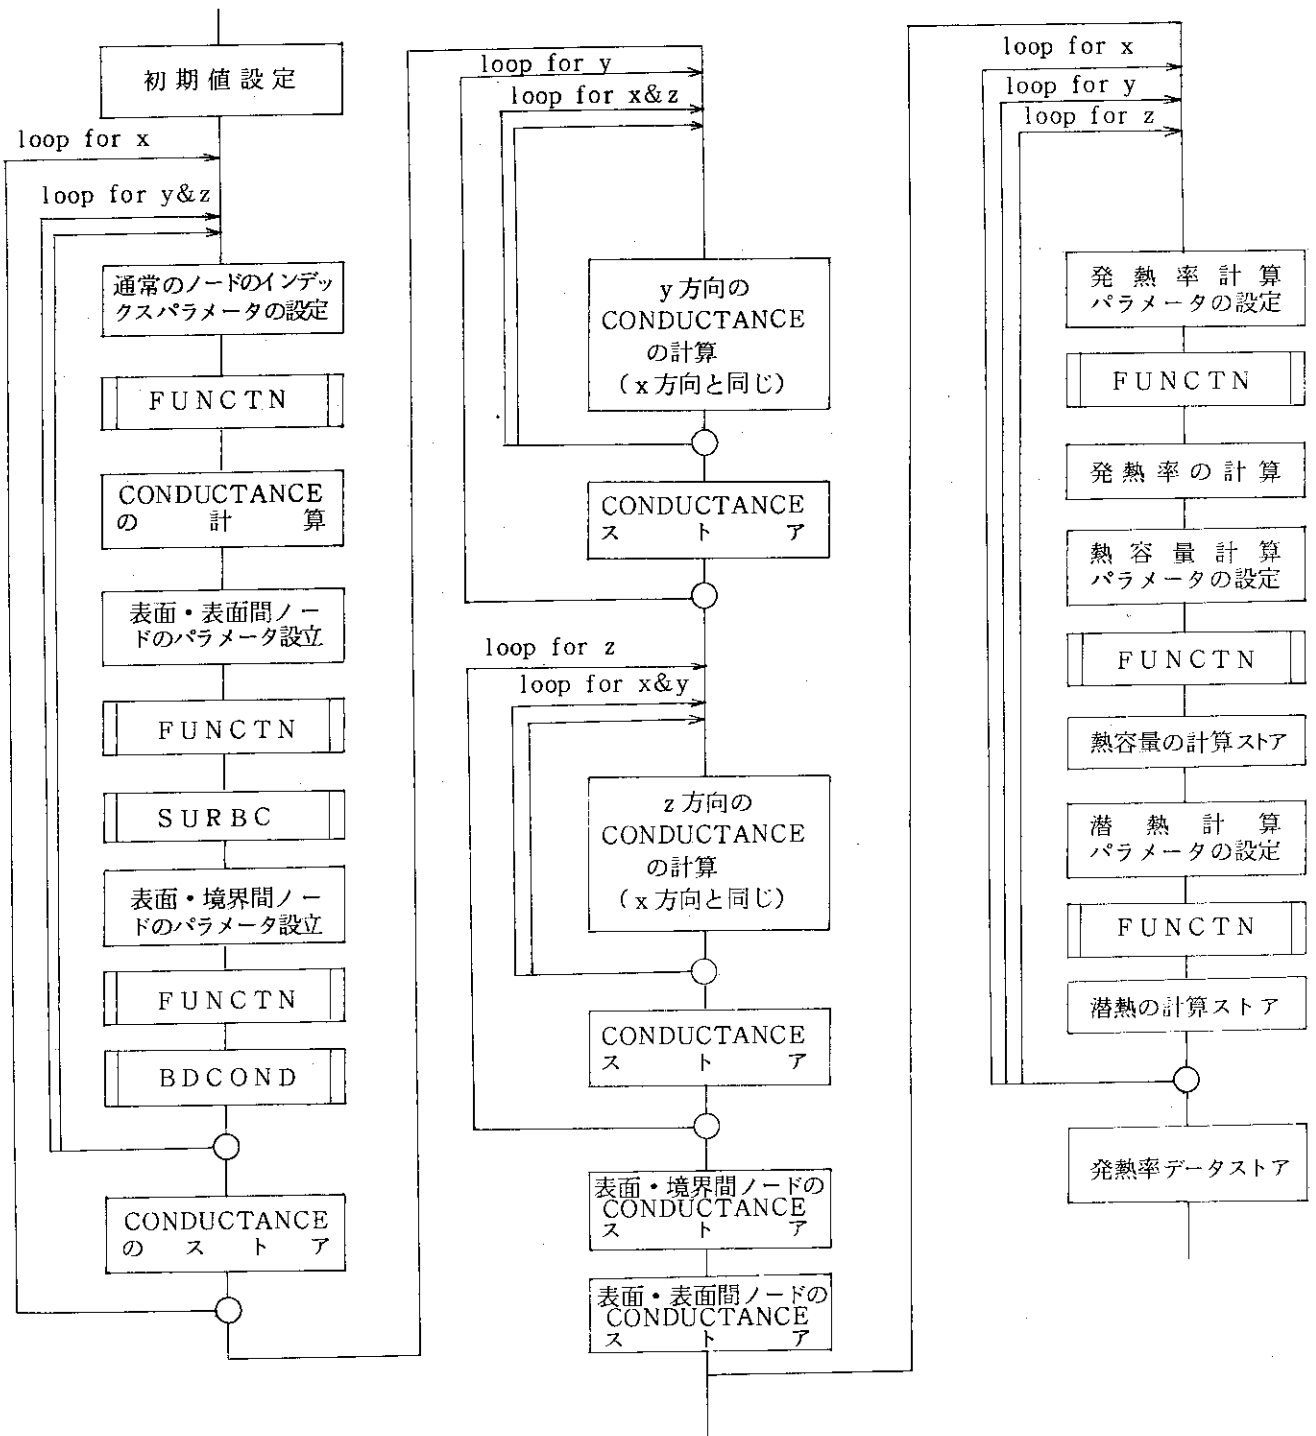 初期値設定
loop for x
loop for y&z
通常のノードのインデッ
クスパラメータの設定
FUNCTN
CONDUCTANCE
の計算
表面・表面間ノー
ドのパラメータ設立
FUNCTN
SURBC
表面・境界間ノー
ドのパラメータ設立
FUNCTN
BDCOND
CONDUCTANCE
のストア
loop for y
loop for x&z
y方向の
CONDUCTANCE
の計算
(x方向と同じ)
CONDUCTANCE
ストア
loop for z
loop for x&y
z方向の
CONDUCTANCE
の計算
(x方向と同じ)
CONDUCTANCE
ストア
表面・境界間ノードの
CONDUCTANCE
ストア
表面・表面間ノードの
CONDUCTANCE
ストア
loop for x
loop for y
loop for z
発熱率計算
パラメータの設定
FUNCTN
発熱率の計算
熱容量計算
パラメータの設定
FUNCTN
熱容量の計算ストア
潜熱計算
パラメータの設定
FUNCTN
潜熱の計算ストア
発熱率データストア